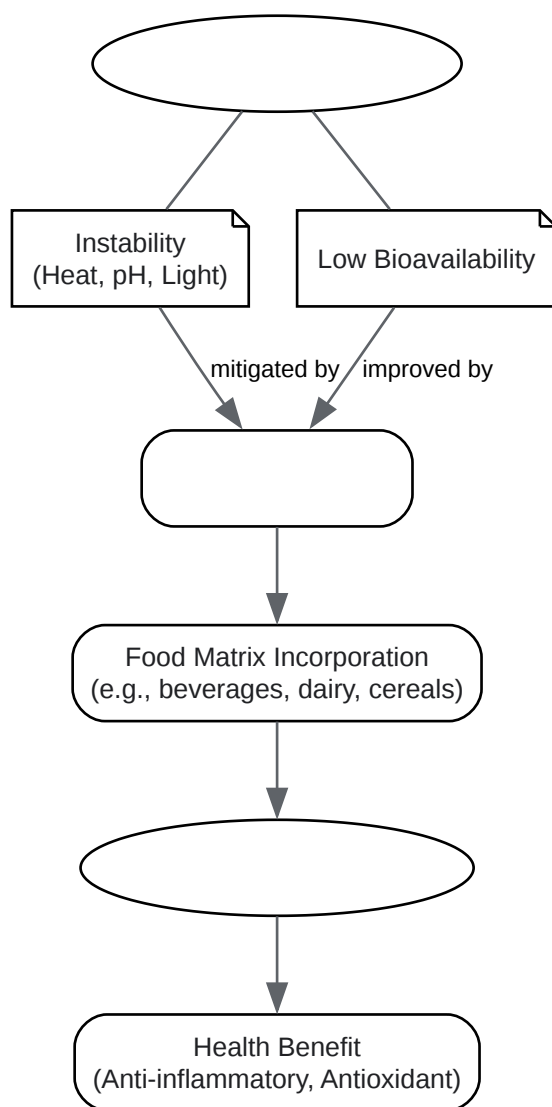 Instability
(Heat, pH, Light)
Low Bioavailability
mitigated by
improved by
Food Matrix Incorporation
(e.g., beverages, dairy, cereals)
Health Benefit
(Anti-inflammatory, Antioxidant)